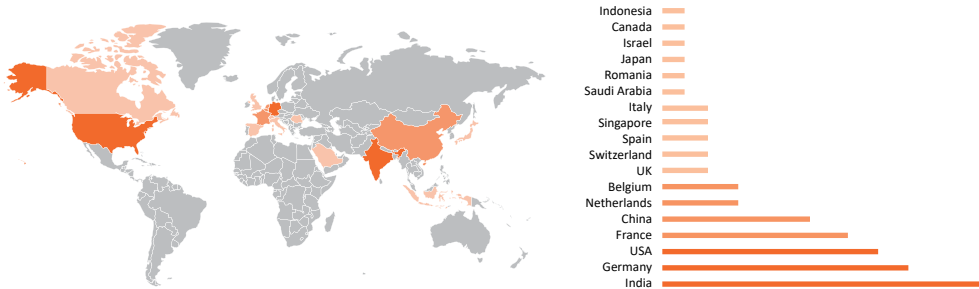 Indonesia
Canada
Israel
Japan
Romania
Saudi Arabia
Italy
Singapore
Spain
Switzerland
UK
Belgium
Netherlands
China
France
USA
Germany
India